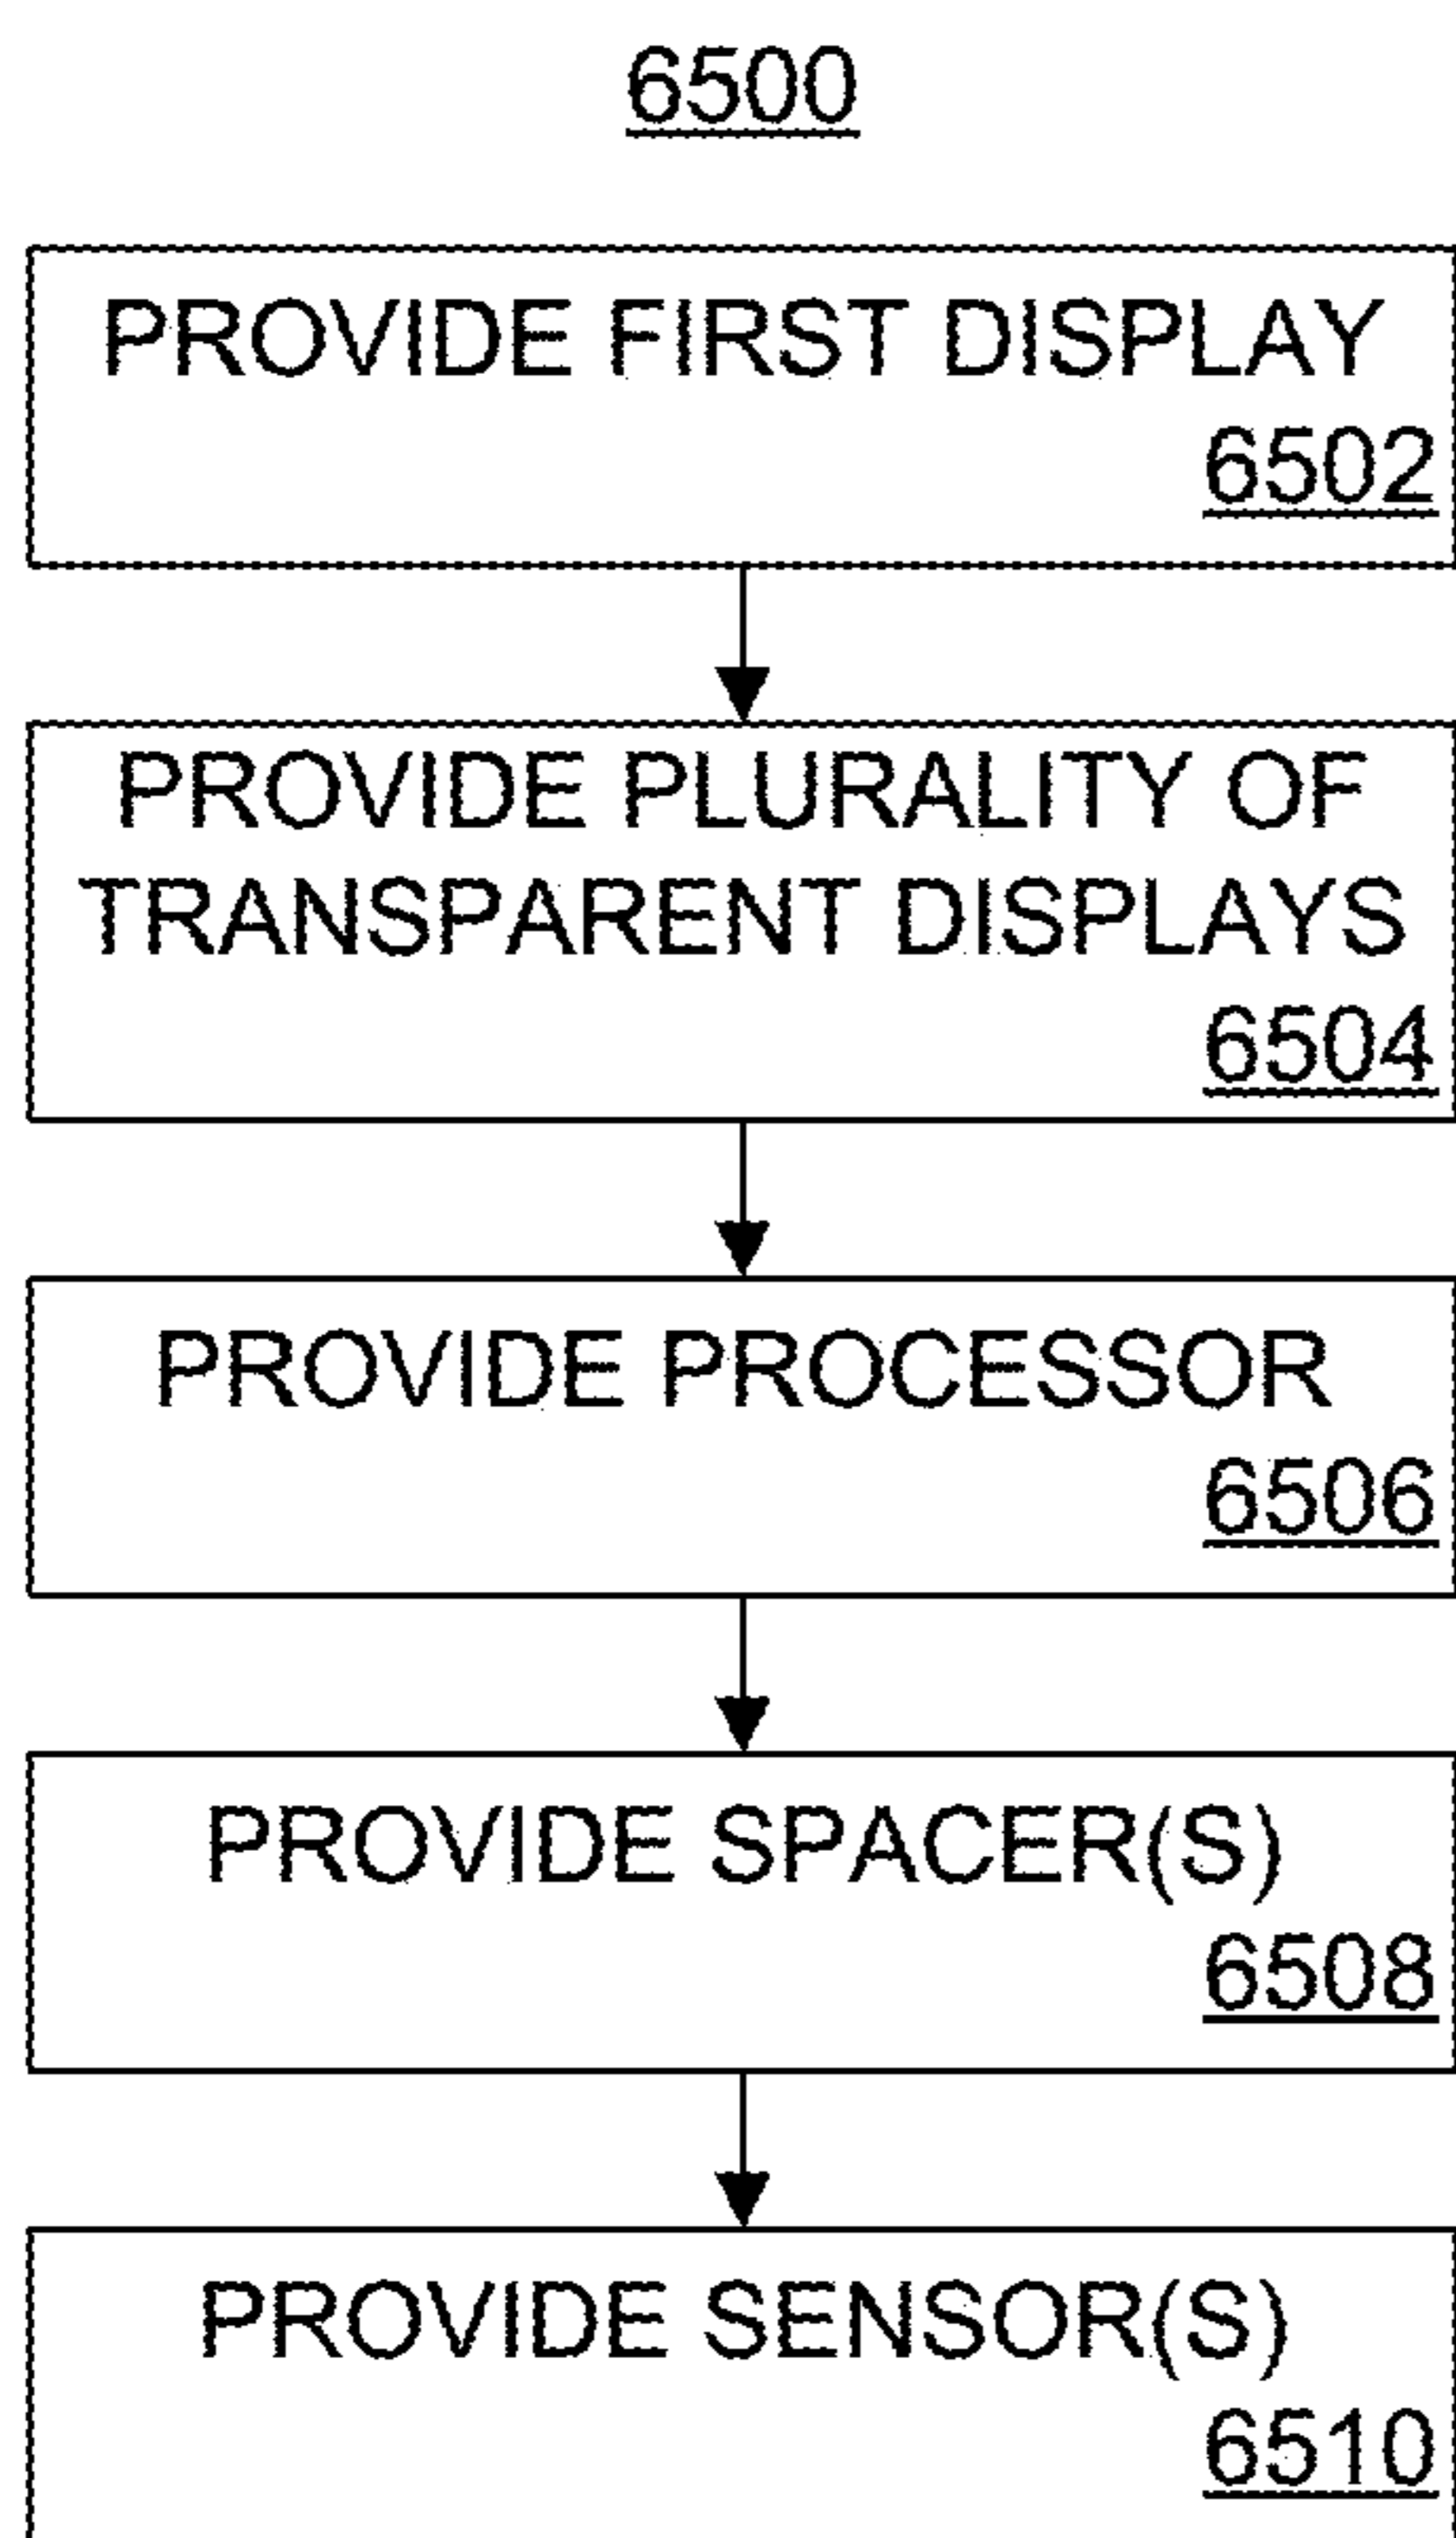 6500
PROVIDE FIRST DISPLAY
6502
PROVIDE PLURALITY OF
TRANSPARENT DISPLAYS
6504
PROVIDE PROCESSOR
6506
PROVIDE SPACER(S)
6508
PROVIDE SENSOR(S)
6510